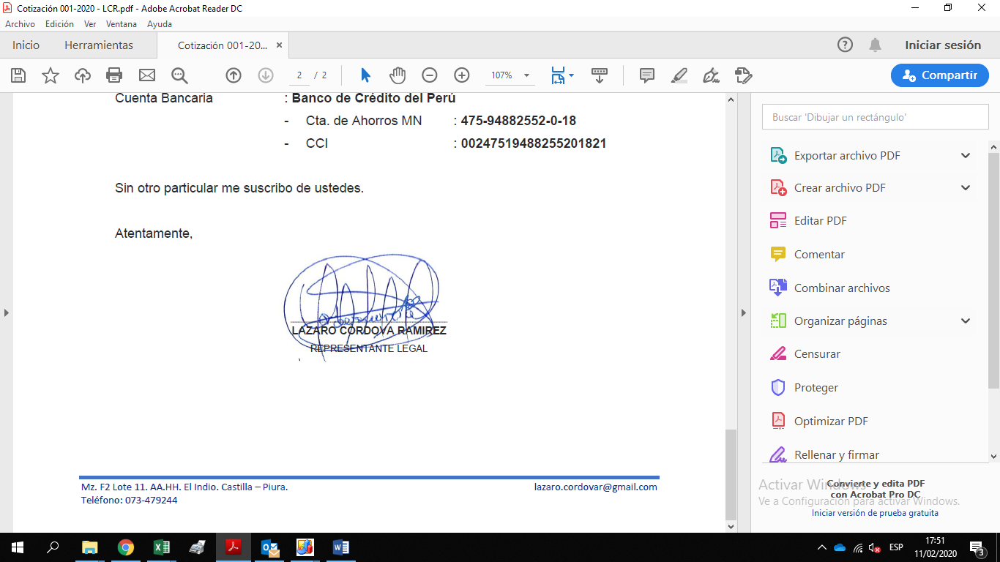 Cotización 001-2020 - LCR.pdf - Adobe Acrobat Reader DC
Archivo Edición Ver Ventana Ayuda
Inicio Herramientas Cotización 001-20... × Iniciar sesión
2 / 2 107% Compartir
Cuenta Bancaria : Banco de Crédito del Perú
- Cta. de Ahorros MN : 475-94882552-0-18
- CCI : 00247519488255201821
Sin otro particular me suscribo de ustedes.
Atentamente,
LAZARO CORDOVA RAMIREZ
REPRESENTANTE LEGAL
Mz. F2 Lote 11. AA.HH. El Indio. Castilla – Piura. lazaro.cordovar@gmail.com
Teléfono: 073-479244
Buscar 'Dibujar un rectángulo'
Exportar archivo PDF
Crear archivo PDF
Editar PDF
Comentar
Combinar archivos
Organizar páginas
Censurar
Proteger
Optimizar PDF
Rellenar y firmar
Convierte y edita PDF
con Acrobat Pro DC
Iniciar versión de prueba gratuita
Activar Windows
Ve a Configuración para activar Windows.
ESP 17:51
11/02/2020 3